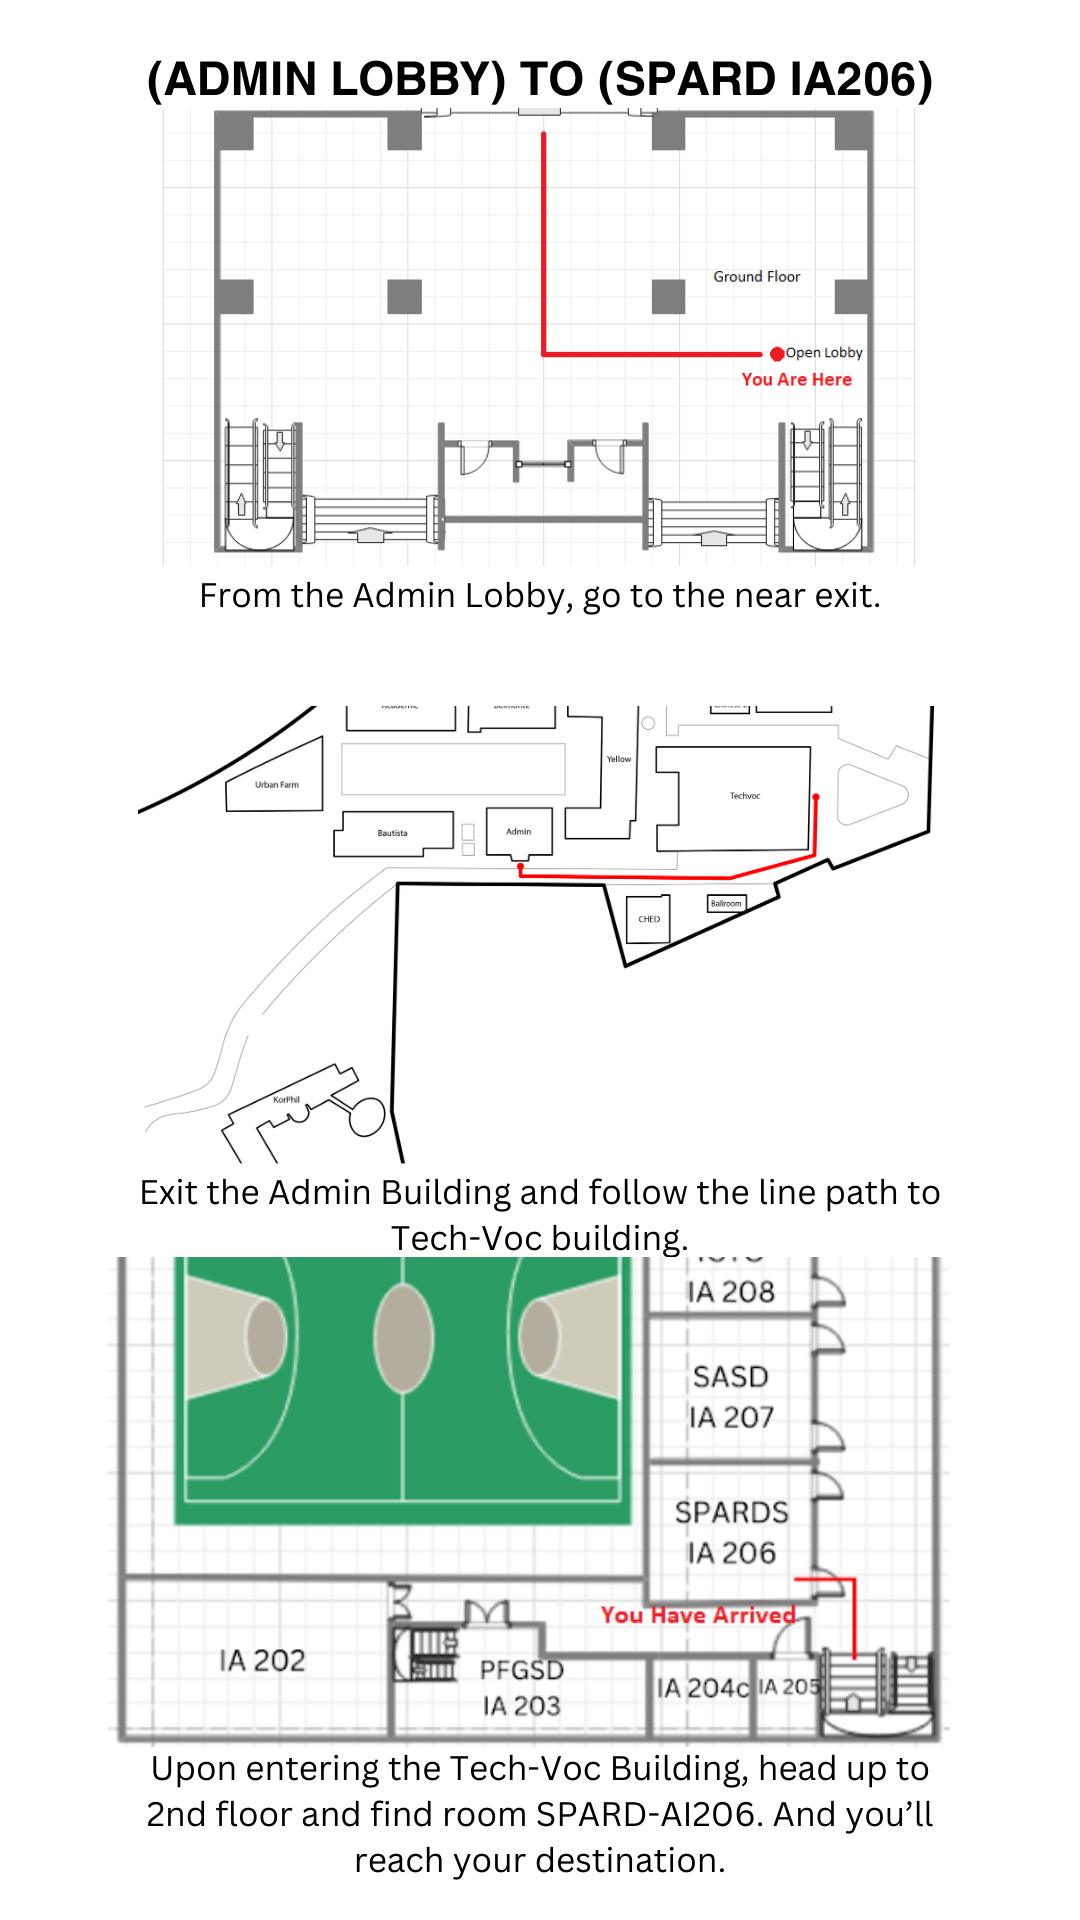 (ADMIN LOBBY) TO (SPARD IA206)
Ground Floor
Open Lobby
You Are Here
From the Admin Lobby, go to the near exit.
Academic
Belmonte
Yellow
Urban Farm
Techvoc
Bautista
Admin
CHED
Ballroom
KorPhil
Exit the Admin Building and follow the line path to
Tech-Voc building.
IA 208
SASD
IA 207
SPARDS
IA 206
You Have Arrived
IA 202
PFGSD
IA 203
IA 204c
IA 205
Upon entering the Tech-Voc Building, head up to
2nd floor and find room SPARD-AI206. And you’ll
reach your destination.